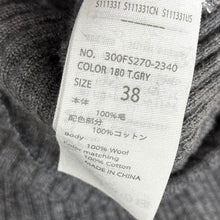 S111331 S111331CN S111331US
NO. 300FS270-2340
COLOR 180 T.GRY
SIZE 38
本体
100%毛
配色部分
100%コットン
Body
100% Wool
Color matching
100% Cotton
MADE IN CHINA